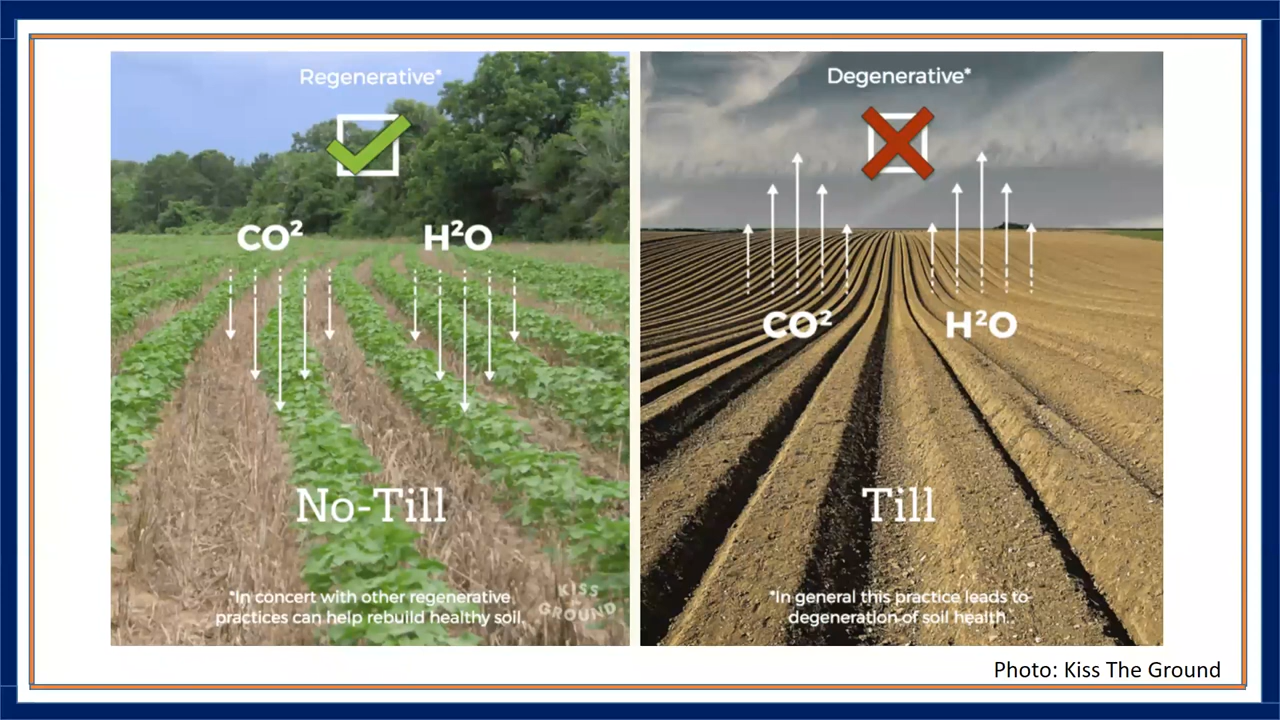 Regenerative*
CO²
H²O
No-Till
*In concert with other regenerative
practices can help rebuild healthy soil.
KISS
GROUND
Degenerative*
CO²
H²O
Till
*In general this practice leads to
degeneration of soil health..
Photo: Kiss The Ground